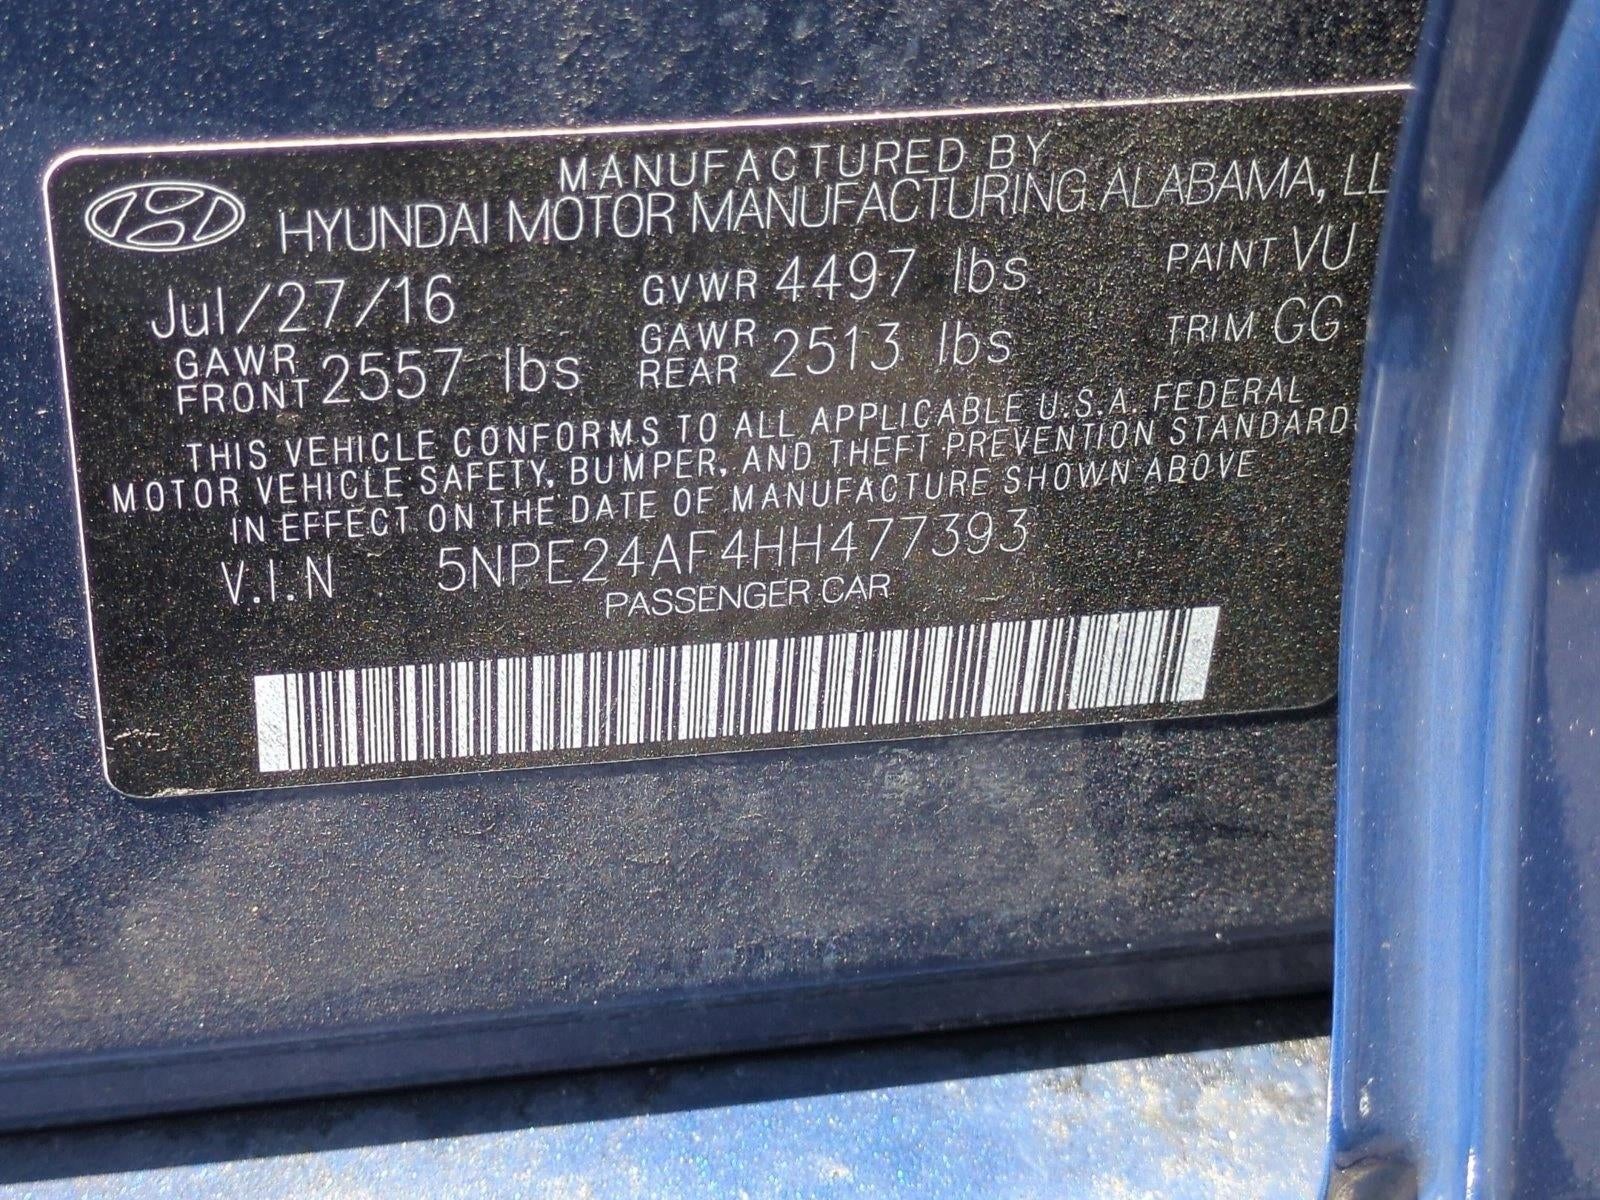 MANUFACTURED BY
HYUNDAI MOTOR MANUFACTURING ALABAMA, LL
Jul/27/16 GVWR 4497 lbs PAINT VU
GAWR FRONT 2557 lbs GAWR REAR 2513 lbs TRIM GG
THIS VEHICLE CONFORMS TO ALL APPLICABLE U.S.A. FEDERAL
MOTOR VEHICLE SAFETY, BUMPER, AND THEFT PREVENTION STANDARD
IN EFFECT ON THE DATE OF MANUFACTURE SHOWN ABOVE
V.I.N 5NPE24AF4HH477393
PASSENGER CAR